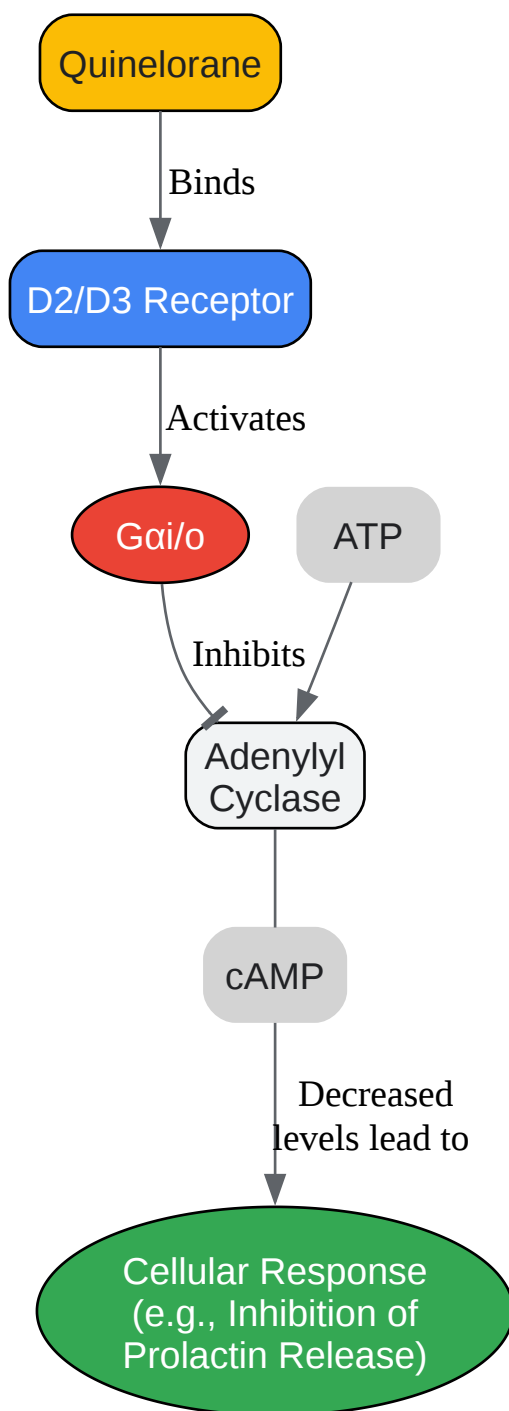 Quinelorane
Binds
D2/D3 Receptor
Activates
Gαi/o
ATP
Inhibits
Adenylyl
Cyclase
cAMP
Decreased
levels lead to
Cellular Response
(e.g., Inhibition of
Prolactin Release)